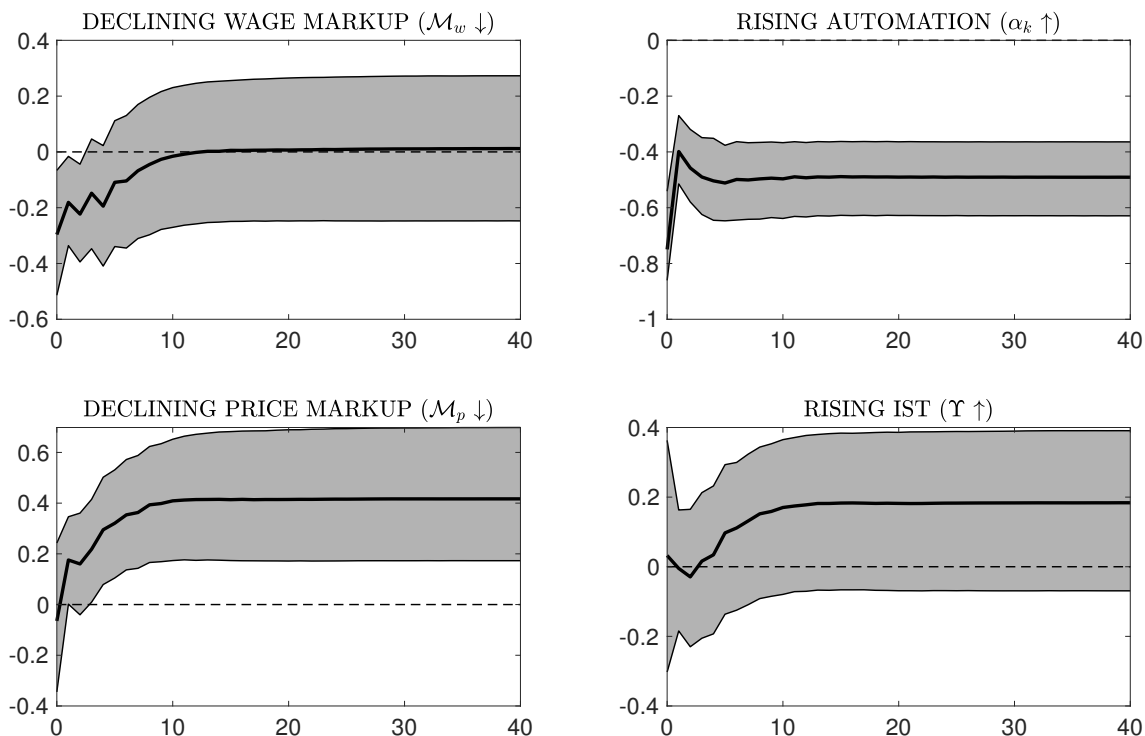 DECLINING WAGE MARKUP (ℳ_w ↓)
0.4
0.2
0
-0.2
-0.4
-0.6
0 10 20 30 40
RISING AUTOMATION (α_k ↑)
0
-0.2
-0.4
-0.6
-0.8
-1
0 10 20 30 40
DECLINING PRICE MARKUP (ℳ_p ↓)
0.6
0.4
0.2
0
-0.2
-0.4
0 10 20 30 40
RISING IST (Υ ↑)
0.4
0.2
0
-0.2
-0.4
0 10 20 30 40